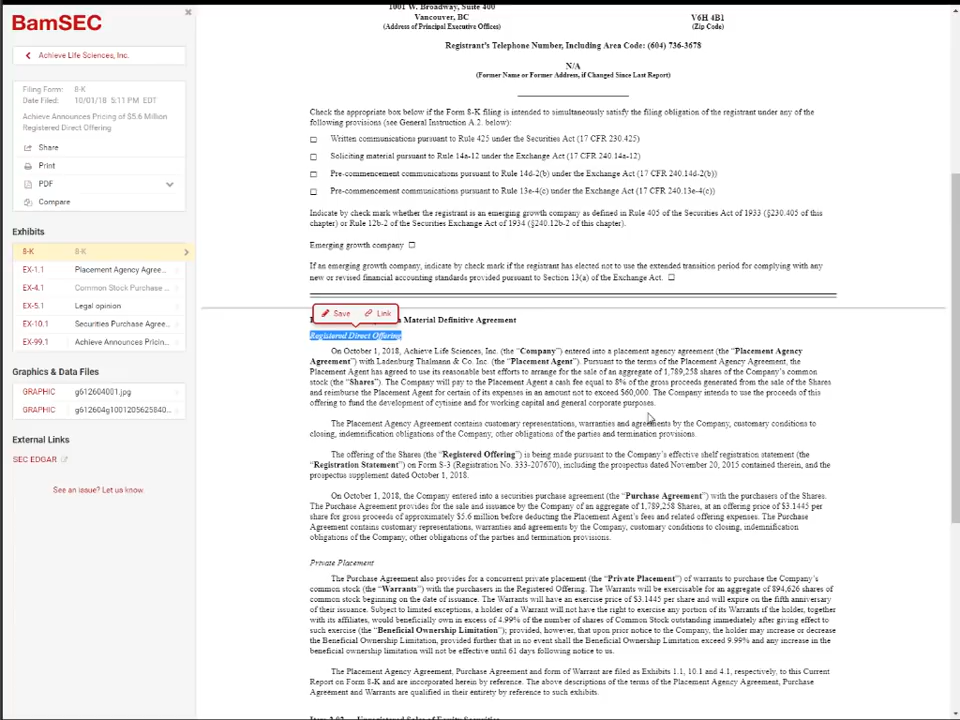 BamSEC
Achieve Life Sciences, Inc.
Filing Form: 8-K
Date Filed: 10/01/18 5:11 PM EDT
Achieve Announces Pricing of $5.6 Million
Registered Direct Offering
Share
Print
PDF
Compare
Exhibits
8-K 8-K
EX-1.1 Placement Agency Agree...
EX-4.1 Common Stock Purchase ...
EX-5.1 Legal opinion
EX-10.1 Securities Purchase Agree...
EX-99.1 Achieve Announces Pricin...
Graphics & Data Files
GRAPHIC g612604001.jpg
GRAPHIC g612604g1001205625840...
External Links
SEC EDGAR
See an issue? Let us know
1001 W. Broadway, Suite 400
Vancouver, BC V6H 4B1
(Address of Principal Executive Offices) (Zip Code)
Registrant's Telephone Number, Including Area Code: (604) 736-3678
N/A
(Former Name or Former Address, if Changed Since Last Report)
Check the appropriate box below if the Form 8-K filing is intended to simultaneously satisfy the filing obligation of the registrant under any of the
following provisions (see General Instruction A.2. below):
☐ Written communications pursuant to Rule 425 under the Securities Act (17 CFR 230.425)
☐ Soliciting material pursuant to Rule 14a-12 under the Exchange Act (17 CFR 240.14a-12)
☐ Pre-commencement communications pursuant to Rule 14d-2(b) under the Exchange Act (17 CFR 240.14d-2(b))
☐ Pre-commencement communications pursuant to Rule 13e-4(c) under the Exchange Act (17 CFR 240.13e-4(c))
Indicate by check mark whether the registrant is an emerging growth company as defined in Rule 405 of the Securities Act of 1933 (§230.405 of this
chapter) or Rule 12b-2 of the Securities Exchange Act of 1934 (§240.12b-2 of this chapter).
Emerging growth company ☐
If an emerging growth company, indicate by check mark if the registrant has elected not to use the extended transition period for complying with any
new or revised financial accounting standards provided pursuant to Section 13(a) of the Exchange Act. ☐
Save Link
Material Definitive Agreement
Registered Direct Offering
On October 1, 2018, Achieve Life Sciences, Inc. (the “Company”) entered into a placement agency agreement (the “Placement Agency
Agreement”) with Ladenburg Thalmann & Co. Inc. (the “Placement Agent”). Pursuant to the terms of the Placement Agency Agreement, the
Placement Agent has agreed to use its reasonable best efforts to arrange for the sale of an aggregate of 1,789,258 shares of the Company's common
stock (the “Shares”). The Company will pay to the Placement Agent a cash fee equal to 8% of the gross proceeds generated from the sale of the Shares
and reimburse the Placement Agent for certain of its expenses in an amount not to exceed $60,000. The Company intends to use the proceeds of this
offering to fund the development of cytisine and for working capital and general corporate purposes.
The Placement Agency Agreement contains customary representations, warranties and agreements by the Company, customary conditions to
closing, indemnification obligations of the Company, other obligations of the parties and termination provisions.
The offering of the Shares (the “Registered Offering”) is being made pursuant to the Company's effective shelf registration statement (the
“Registration Statement”) on Form S-3 (Registration No. 333-207670), including the prospectus dated November 20, 2015 contained therein, and the
prospectus supplement dated October 1, 2018.
On October 1, 2018, the Company entered into a securities purchase agreement (the “Purchase Agreement”) with the purchasers of the Shares.
The Purchase Agreement provides for the sale and issuance by the Company of an aggregate of 1,789,258 Shares, at an offering price of $3.1445 per
share for gross proceeds of approximately $5.6 million before deducting the Placement Agent's fees and related offering expenses. The Purchase
Agreement contains customary representations, warranties and agreements by the Company, customary conditions to closing, indemnification
obligations of the Company, other obligations of the parties and termination provisions.
Private Placement
The Purchase Agreement also provides for a concurrent private placement (the “Private Placement”) of warrants to purchase the Company's
common stock (the “Warrants”) with the purchasers in the Registered Offering. The Warrants will be exercisable for an aggregate of 894,626 shares of
common stock beginning on the date of issuance. The Warrants will have an exercise price of $3.1445 per share and will expire on the fifth anniversary
of their issuance. Subject to limited exceptions, a holder of a Warrant will not have the right to exercise any portion of its Warrants if the holder, together
with its affiliates, would beneficially own in excess of 4.99% of the number of shares of Common Stock outstanding immediately after giving effect to
such exercise (the “Beneficial Ownership Limitation”); provided, however, that upon prior notice to the Company, the holder may increase or decrease
the Beneficial Ownership Limitation, provided further that in no event shall the Beneficial Ownership Limitation exceed 9.99% and any increase in the
beneficial ownership limitation will not be effective until 61 days following notice to us.
The Placement Agency Agreement, Purchase Agreement and form of Warrant are filed as Exhibits 1.1, 10.1 and 4.1, respectively, to this Current
Report on Form 8-K and are incorporated herein by reference. The above descriptions of the terms of the Placement Agency Agreement, Purchase
Agreement and Warrants are qualified in their entirety by reference to such exhibits.